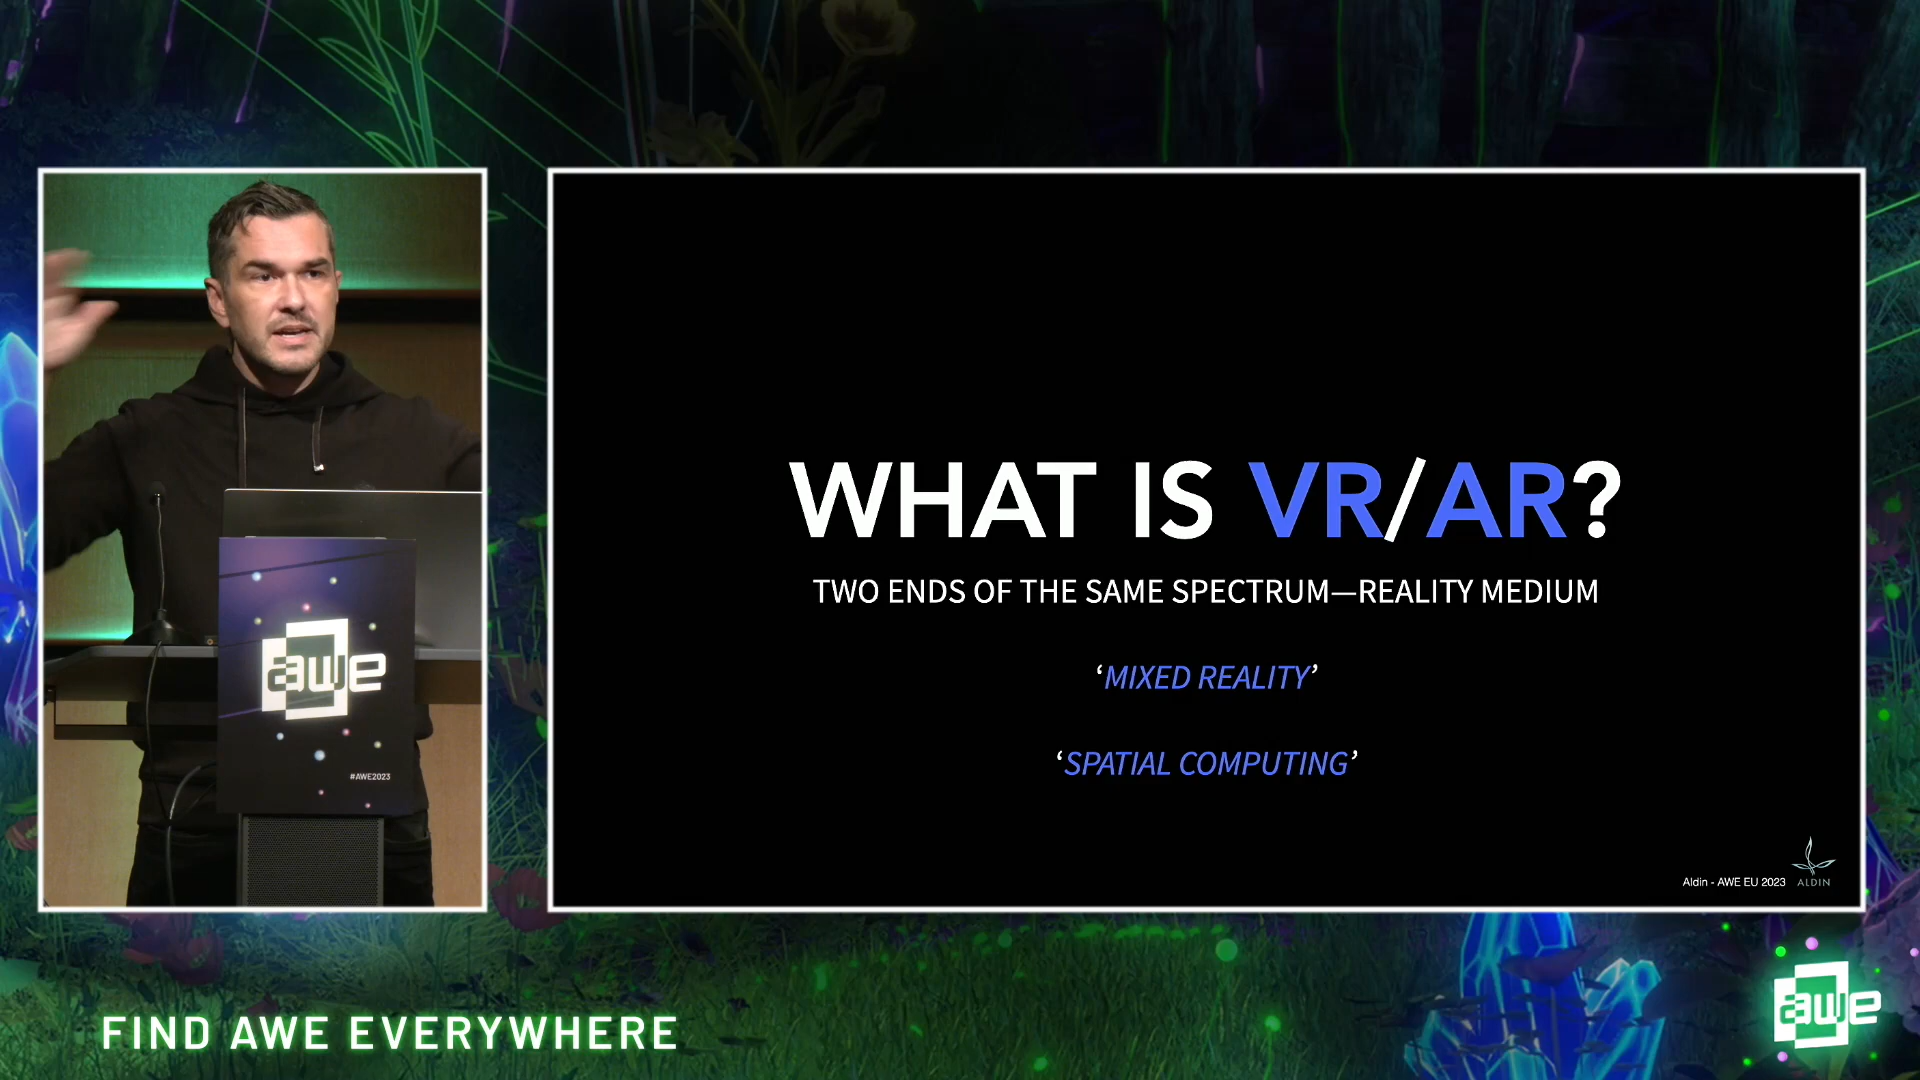 WHAT IS VR/AR?
TWO ENDS OF THE SAME SPECTRUM—REALITY MEDIUM
‘MIXED REALITY’
‘SPATIAL COMPUTING’
Aldin - AWE EU 2023
ALDIN
awe
#AWE2023
FIND AWE EVERYWHERE
awe